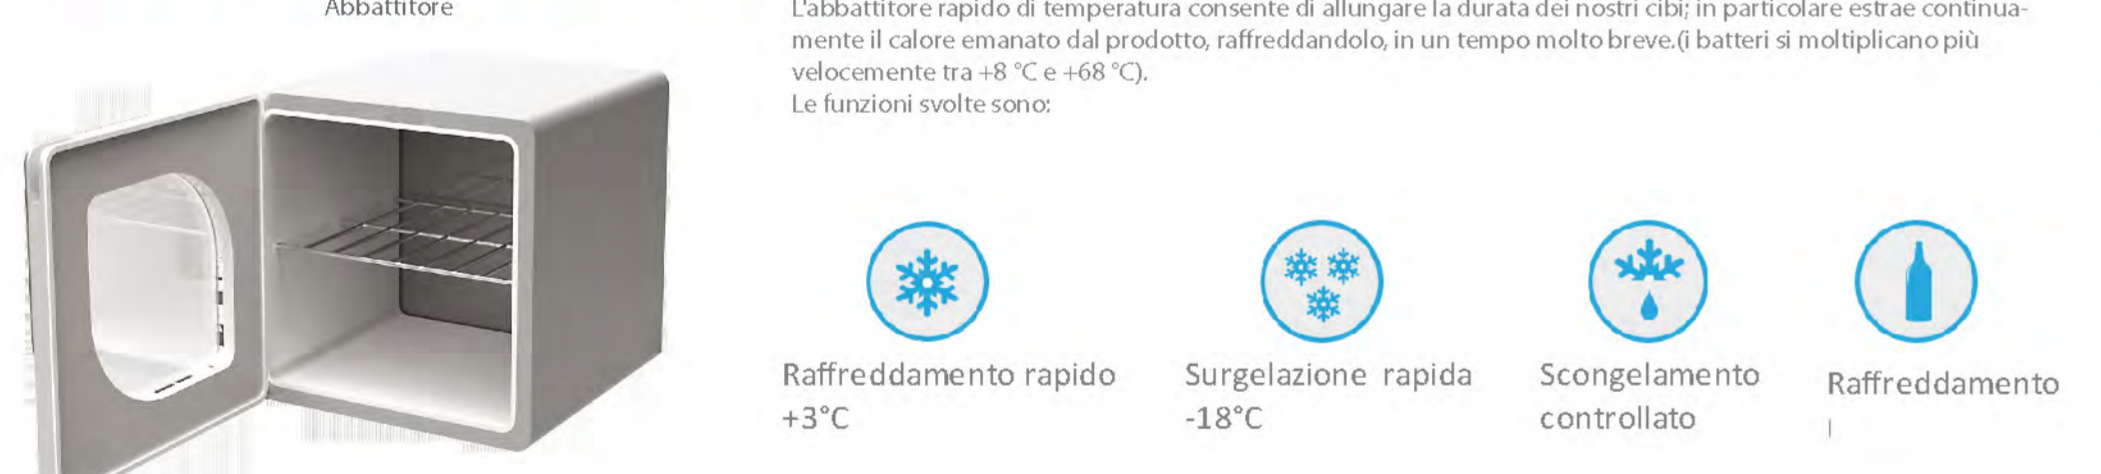 Abbattitore
L'abbattitore rapido di temperatura consente di allungare la durata dei nostri cibi; in particolare estrae continua-
mente il calore emanato dal prodotto, raffreddandolo, in un tempo molto breve.(i batteri si moltiplicano più
velocemente tra +8 °C e +68 °C).
Le funzioni svolte sono:
Raffreddamento rapido
+3°C
Surgelazione rapida
-18°C
Scongelamento
controllato
Raffreddamento